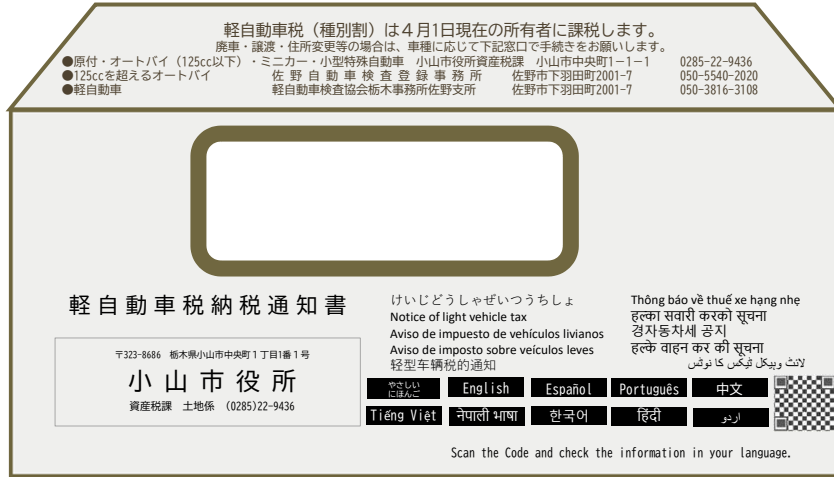 軽自動車税（種別割）は４月1日現在の所有者に課税します。
廃車・譲渡・住所変更等の場合は、車種に応じて下記窓口で手続きをお願いします。
●原付・オートバイ（125cc以下）・ミニカー・小型特殊自動車　小山市役所資産税課　小山市中央町1－1－1　0285-22-9436
●125ccを超えるオートバイ　佐野自動車検査登録事務所　佐野市下羽田町2001-7　050-5540-2020
●軽自動車　軽自動車検査協会栃木事務所佐野支所　佐野市下羽田町2001-7　050-3816-3108
軽自動車税納税通知書
〒323-8686　栃木県小山市中央町１丁目1番１号
小山市役所
資産税課　土地係　(0285)22-9436
けいじどうしゃぜいつうちしょ
Notice of light vehicle tax
Aviso de impuesto de vehículos livianos
Aviso de imposto sobre veículos leves
轻型车辆税的通知
Thông báo về thuế xe hạng nhẹ
हल्का सवारी करको सूचना
경자동차세 공지
हल्के वाहन कर की सूचना
لائٹ وہیکل ٹیکس کا نوٹس
やさしい
にほんご
English
Español
Português
中文
Tiếng Việt
नेपाली भाषा
한국어
हिंदी
اردو
Scan the Code and check the information in your language.